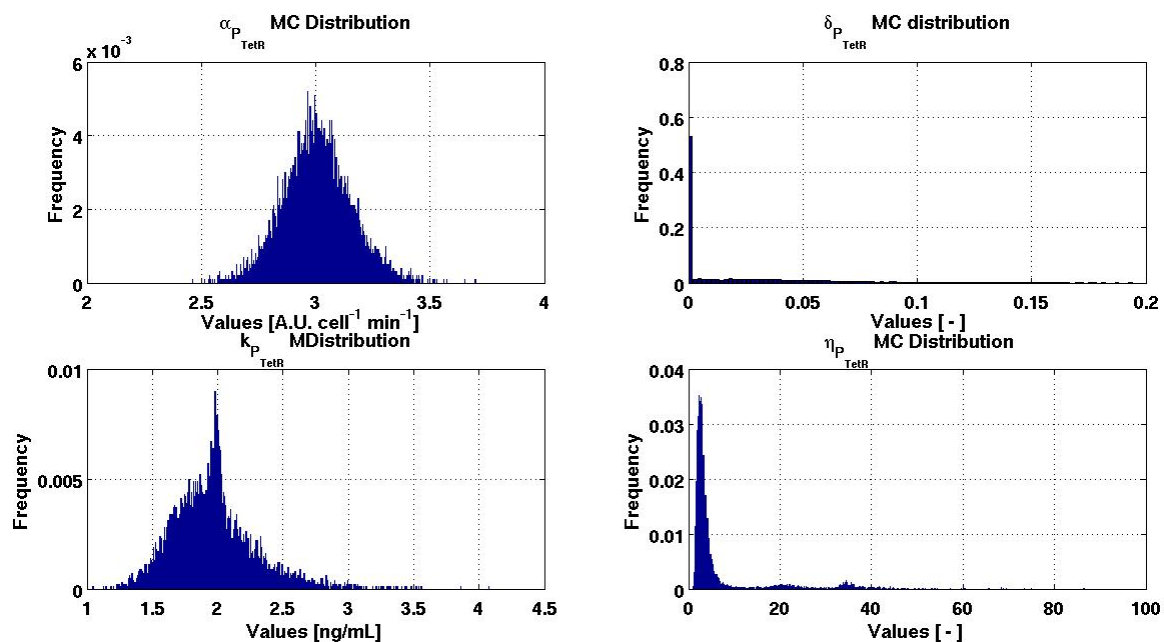 α_P_TetR MC Distribution
x 10⁻³
6
4
2
0
Frequency
2 2.5 3 3.5 4
Values [A.U. cell⁻¹ min⁻¹]
δ_P_TetR MC distribution
0.8
0.6
0.4
0.2
0
Frequency
0 0.05 0.1 0.15 0.2
Values [ - ]
k_P_TetR MDistribution
0.01
0.005
0
Frequency
1 1.5 2 2.5 3 3.5 4 4.5
Values [ng/mL]
η_P_TetR MC Distribution
0.04
0.03
0.02
0.01
0
Frequency
0 20 40 60 80 100
Values [ - ]